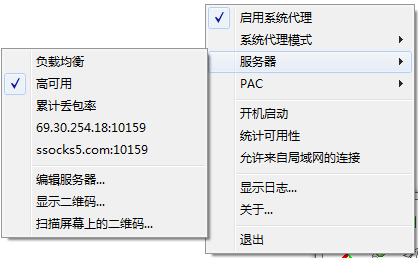 启用系统代理
系统代理模式
服务器
PAC
开机启动
统计可用性
允许来自局域网的连接
显示日志...
关于...
退出
负载均衡
高可用
累计丢包率
69.30.254.18:10159
ssocks5.com:10159
编辑服务器...
显示二维码...
扫描屏幕上的二维码...